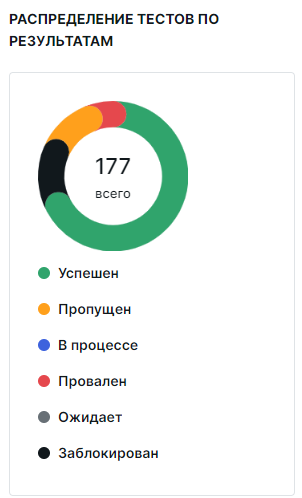 РАСПРЕДЕЛЕНИЕ ТЕСТОВ ПО
РЕЗУЛЬТАТАМ
177
всего
Успешен
Пропущен
В процессе
Провален
Ожидает
Заблокирован